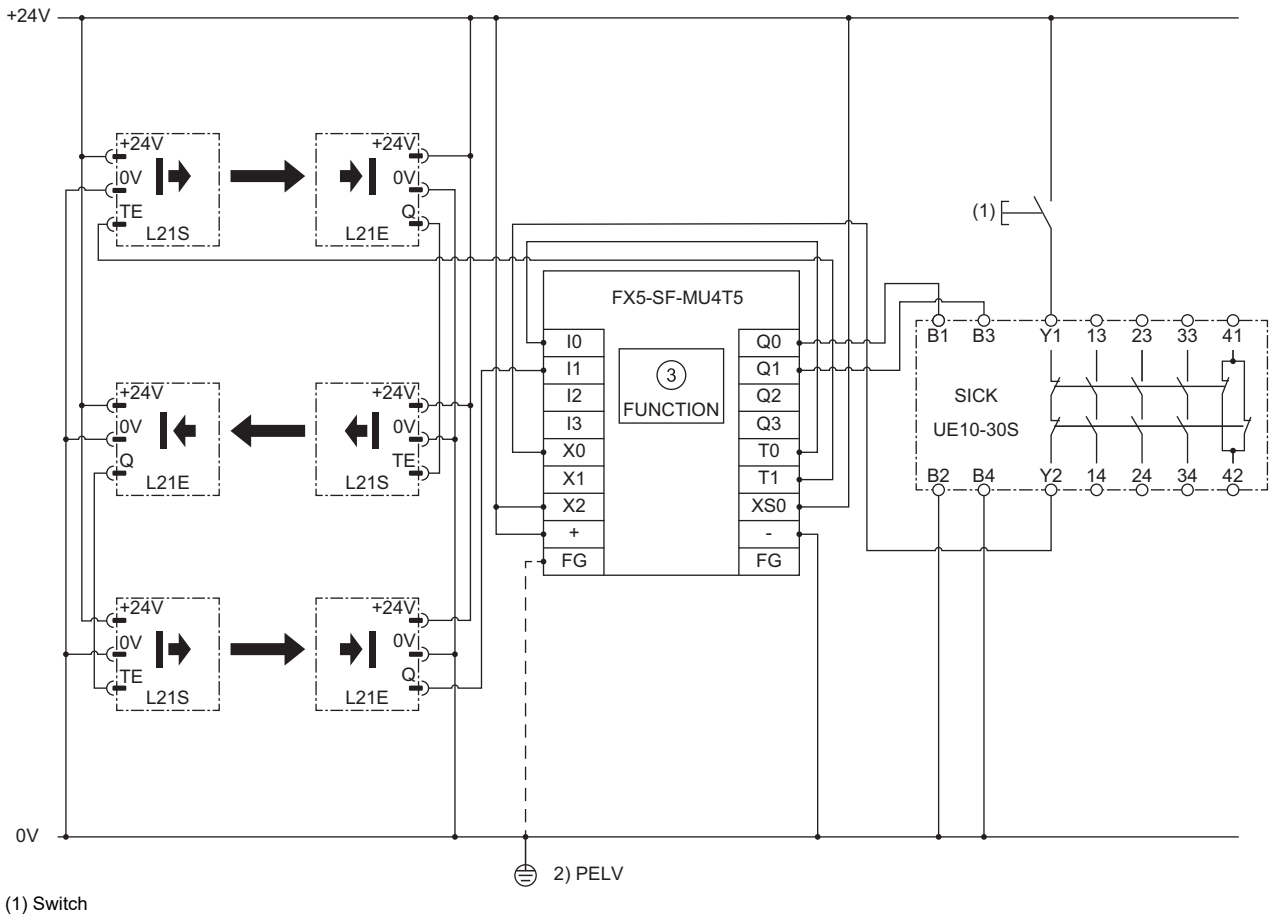 +24V
+24V
0V
TE
L21S
+24V
0V
Q
L21E
(1)
FX5-SF-MU4T5
I0
I1
I2
I3
X0
X1
X2
+
FG
3
FUNCTION
Q0
Q1
Q2
Q3
T0
T1
XS0
-
FG
B1 B3 Y1 13 23 33 41
SICK
UE10-30S
B2 B4 Y2 14 24 34 42
+24V
0V
Q
L21E
+24V
0V
TE
L21S
+24V
0V
TE
L21S
+24V
0V
Q
L21E
0V
2) PELV
(1) Switch